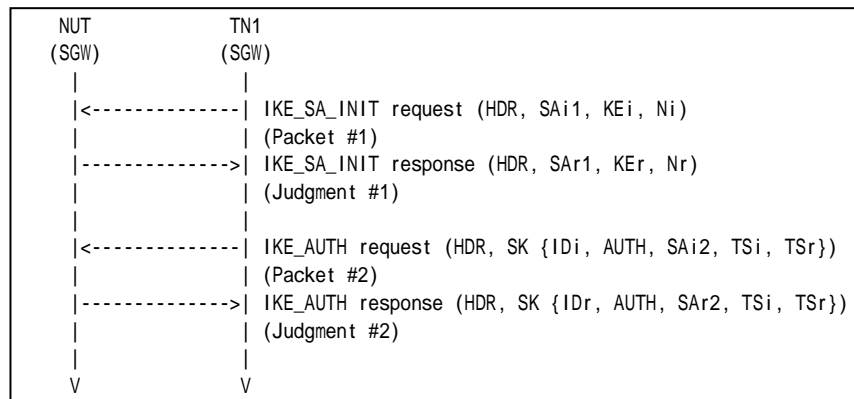 NUT TN1
(SGW) (SGW)
| |
|<--------------| IKE_SA_INIT request (HDR, SAi1, KEi, Ni)
| | (Packet #1)
|-------------->| IKE_SA_INIT response (HDR, SAr1, KEr, Nr)
| | (Judgment #1)
| |
|<--------------| IKE_AUTH request (HDR, SK {IDi, AUTH, SAi2, TSi, TSr})
| | (Packet #2)
|-------------->| IKE_AUTH response (HDR, SK {IDr, AUTH, SAr2, TSi, TSr})
| | (Judgment #2)
| |
V V